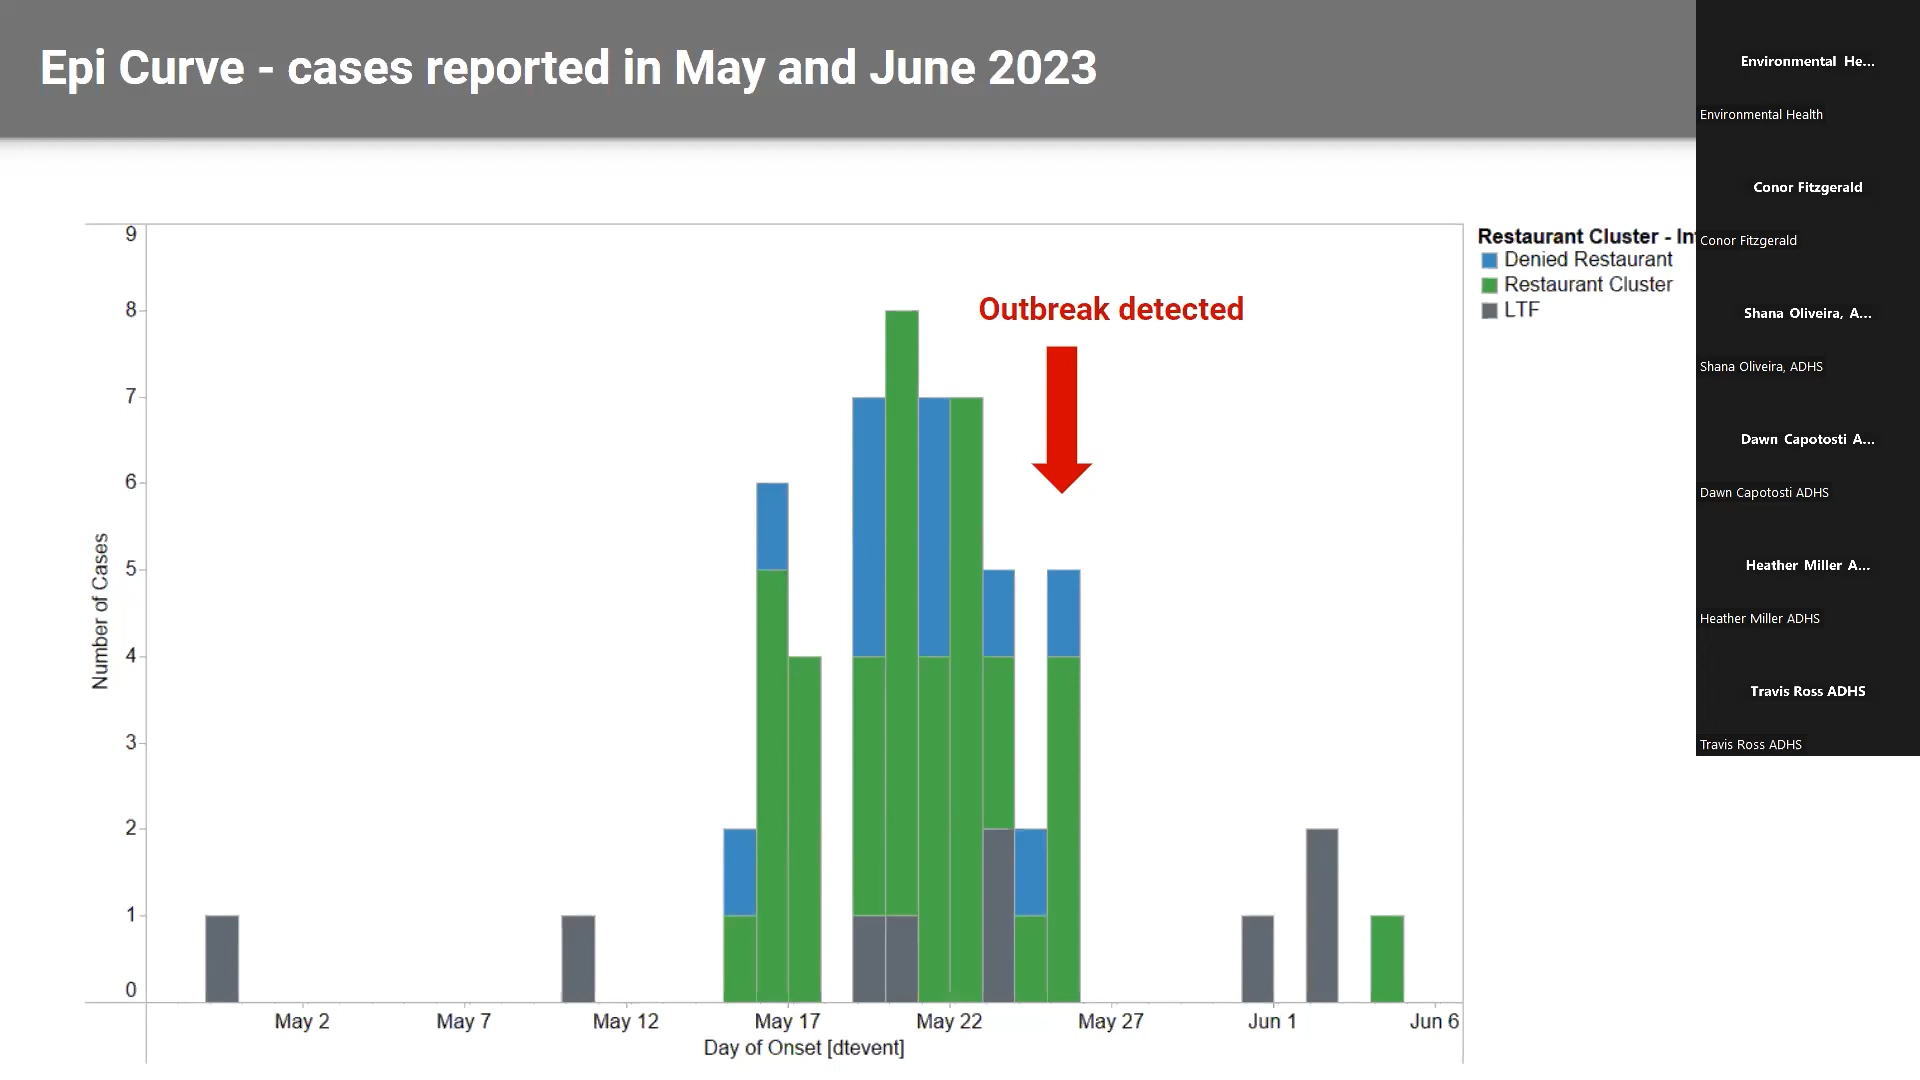 Epi Curve - cases reported in May and June 2023
9
8
7
6
5
4
3
2
1
0
Number of Cases
Outbreak detected
May 2 May 7 May 12 May 17 May 22 May 27 Jun 1 Jun 6
Day of Onset [dtevent]
Restaurant Cluster - In
Denied Restaurant
Restaurant Cluster
LTF
Environmental He...
Environmental Health
Conor Fitzgerald
Conor Fitzgerald
Shana Oliveira, A...
Shana Oliveira, ADHS
Dawn Capotosti A...
Dawn Capotosti ADHS
Heather Miller A...
Heather Miller ADHS
Travis Ross ADHS
Travis Ross ADHS